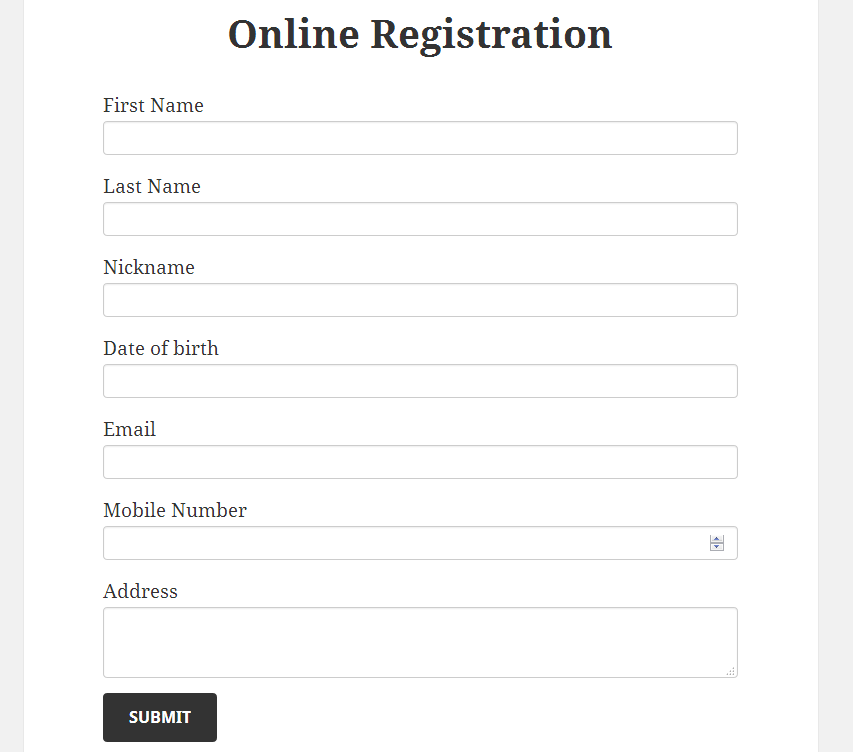 Online Registration
First Name
Last Name
Nickname
Date of birth
Email
Mobile Number
Address
SUBMIT